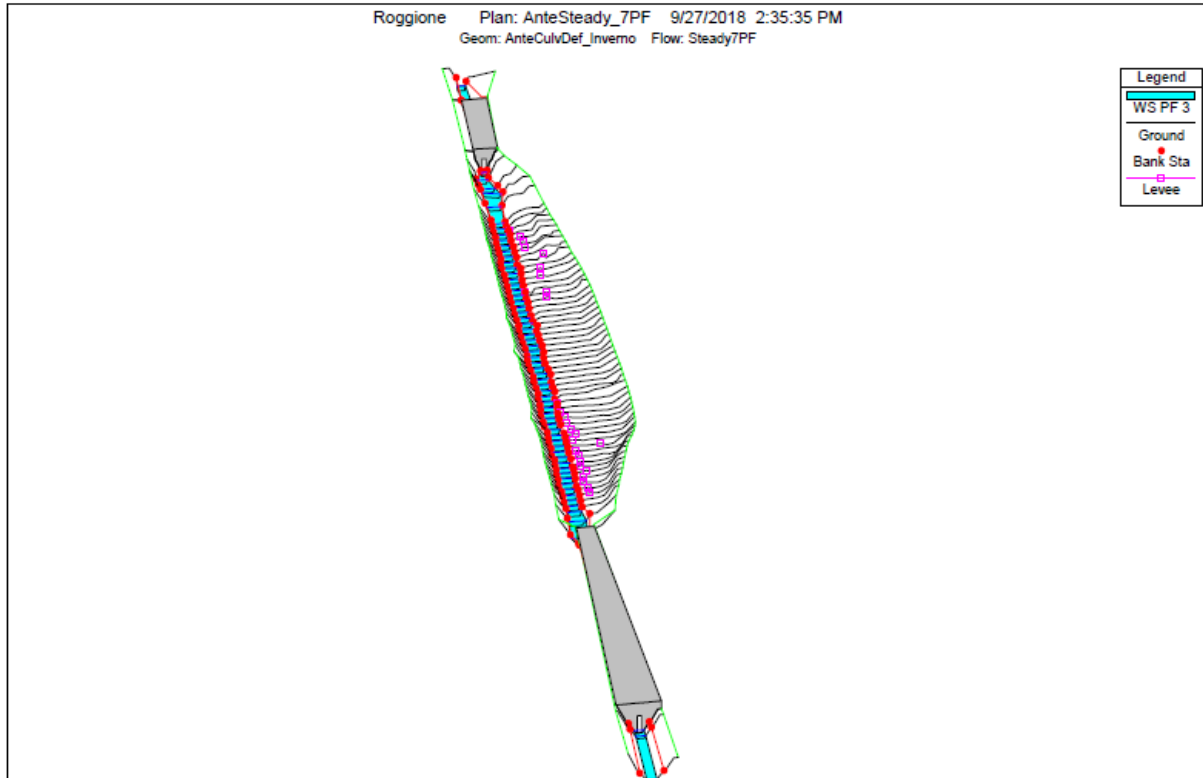 Roggione Plan: AnteSteady_7PF 9/27/2018 2:35:35 PM
Geom: AnteCulvDef_Inverno Flow: Steady7PF
Legend
WS PF 3
Ground
Bank Sta
Levee